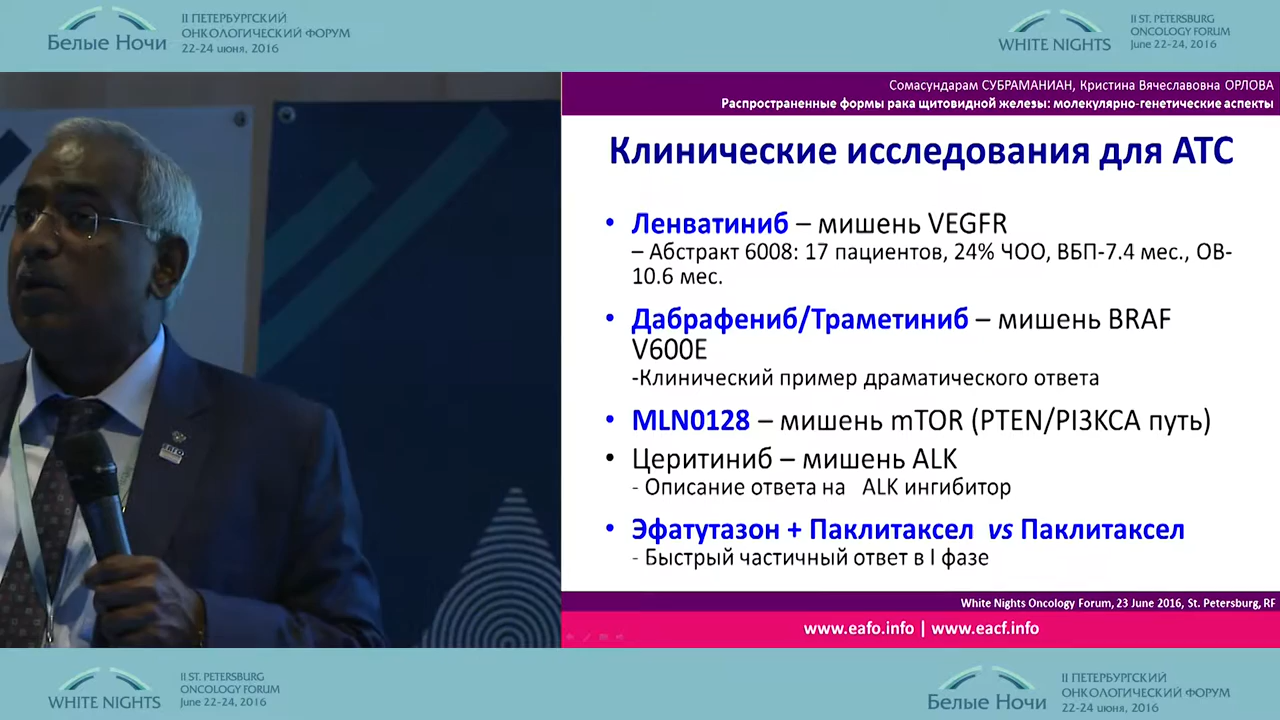 Белые Ночи
II ПЕТЕРБУРГСКИЙ
ОНКОЛОГИЧЕСКИЙ ФОРУМ
22-24 июня, 2016
WHITE NIGHTS
II ST. PETERSBURG
ONCOLOGY FORUM
June 22-24, 2016
Сомасундарам СУБРАМАНИАН, Кристина Вячеславовна ОРЛОВА
Распространенные формы рака щитовидной железы: молекулярно-генетические аспекты
Клинические исследования для АТС
• Ленватиниб – мишень VEGFR
– Абстракт 6008: 17 пациентов, 24% ЧОО, ВБП-7.4 мес., ОВ-
10.6 мес.
• Дабрафениб/Траметиниб – мишень BRAF
V600E
-Клинический пример драматического ответа
• MLN0128 – мишень mTOR (PTEN/PI3KCA путь)
• Церитиниб – мишень ALK
- Описание ответа на ALK ингибитор
• Эфатутазон + Паклитаксел vs Паклитаксел
- Быстрый частичный ответ в I фазе
White Nights Oncology Forum, 23 June 2016, St. Petersburg, RF
www.eafo.info | www.eacf.info
WHITE NIGHTS
II ST. PETERSBURG
ONCOLOGY FORUM
June 22-24, 2016
Белые Ночи
II ПЕТЕРБУРГСКИЙ
ОНКОЛОГИЧЕСКИЙ ФОРУМ
22-24 июня, 2016